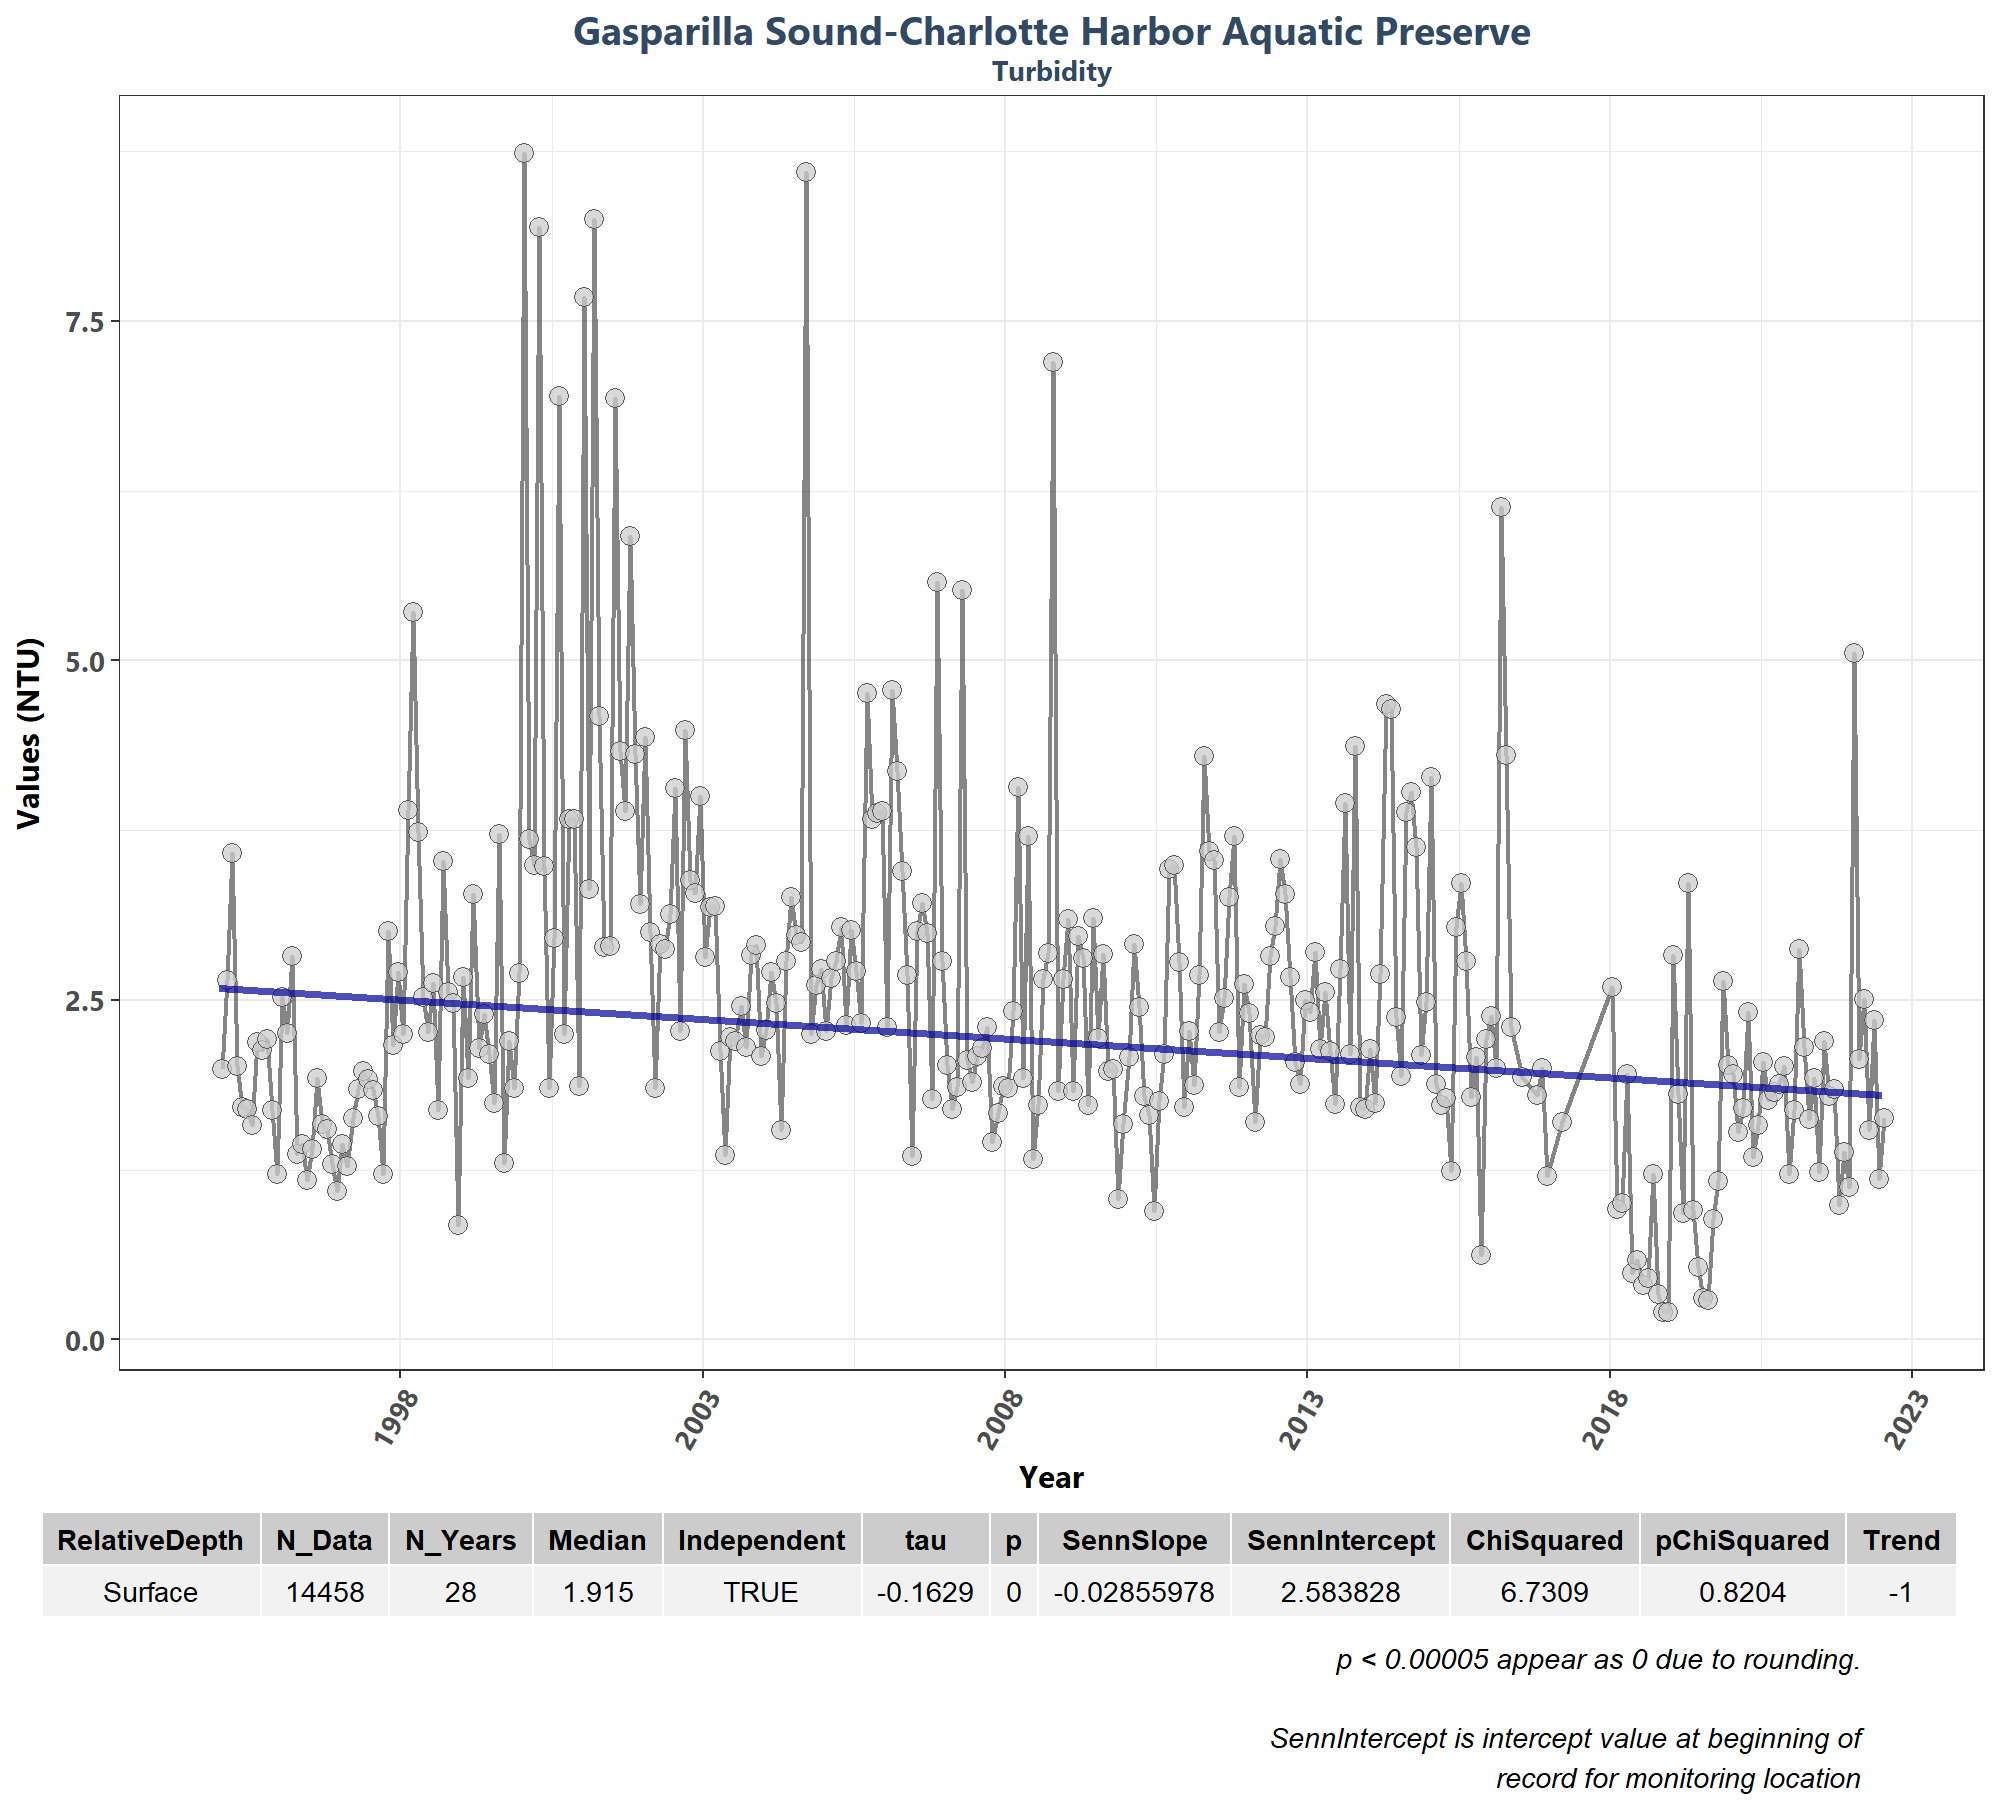 Gasparilla Sound-Charlotte Harbor Aquatic Preserve
Turbidity
Values (NTU)
7.5
5.0
2.5
0.0
1998 2003 2008 2013 2018 2023
Year
RelativeDepth N_Data N_Years Median Independent tau p SennSlope SennIntercept ChiSquared pChiSquared Trend
Surface 14458 28 1.915 TRUE -0.1629 0 -0.02855978 2.583828 6.7309 0.8204 -1
p < 0.00005 appear as 0 due to rounding.
SennIntercept is intercept value at beginning of
record for monitoring location